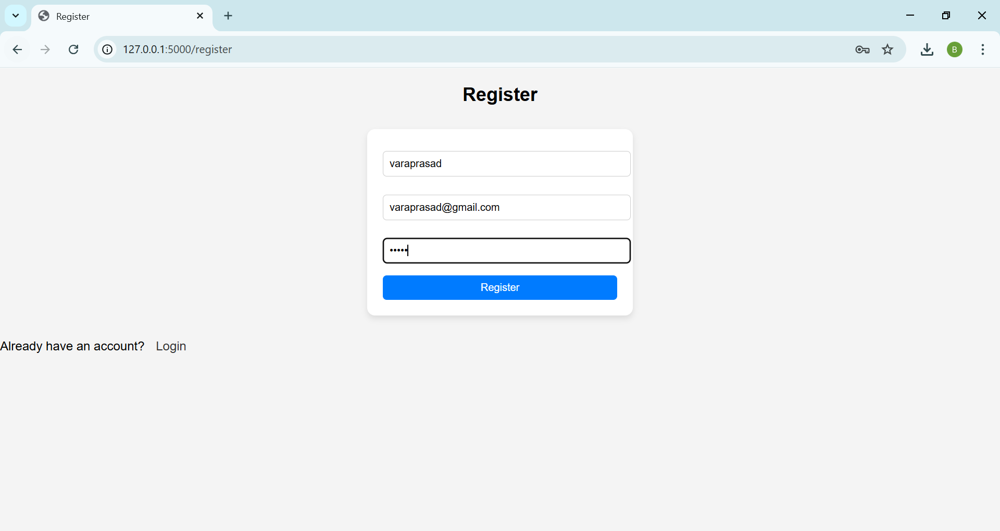 Register
127.0.0.1:5000/register
B
Register
varaprasad
varaprasad@gmail.com
•••••
Register
Already have an account? Login